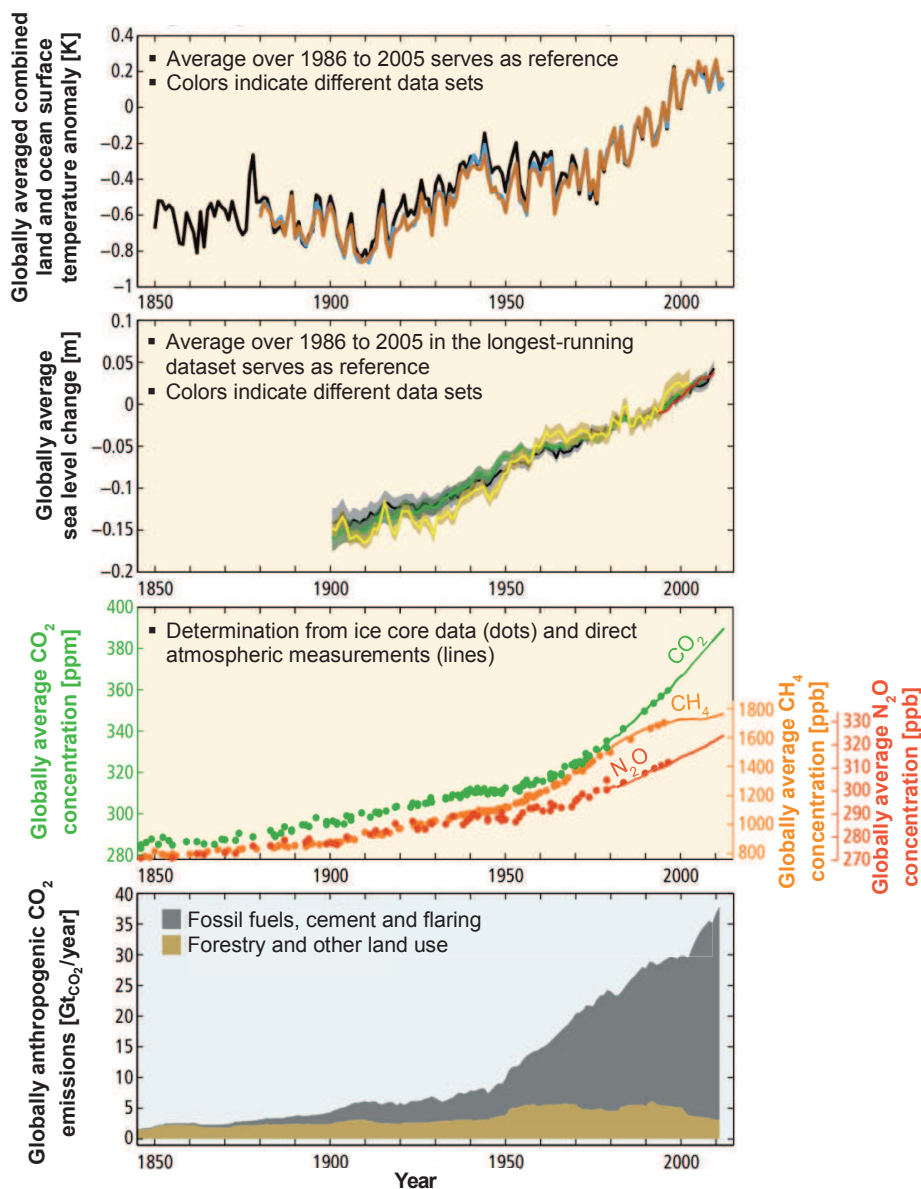 Globally averaged combined
land and ocean surface
temperature anomaly [K]
0.4
0.2
0
−0.2
−0.4
−0.6
−0.8
−1
▪ Average over 1986 to 2005 serves as reference
▪ Colors indicate different data sets
1850
1900
1950
2000
Globally average
sea level change [m]
0.1
0.05
0
−0.05
−0.1
−0.15
−0.2
▪ Average over 1986 to 2005 in the longest-running
dataset serves as reference
▪ Colors indicate different data sets
1850
1900
1950
2000
Globally average CO2
concentration [ppm]
400
380
360
340
320
300
280
▪ Determination from ice core data (dots) and direct
atmospheric measurements (lines)
CO2
CH4
N2O
1800
1600
1400
1200
1000
800
Globally average CH4
concentration [ppb]
330
320
310
300
290
280
270
Globally average N2O
concentration [ppb]
1850
1900
1950
2000
Globally anthropogenic CO2
emissions [GtCO2/year]
40
35
30
25
20
15
10
5
0
Fossil fuels, cement and flaring
Forestry and other land use
1850
1900
1950
2000
Year